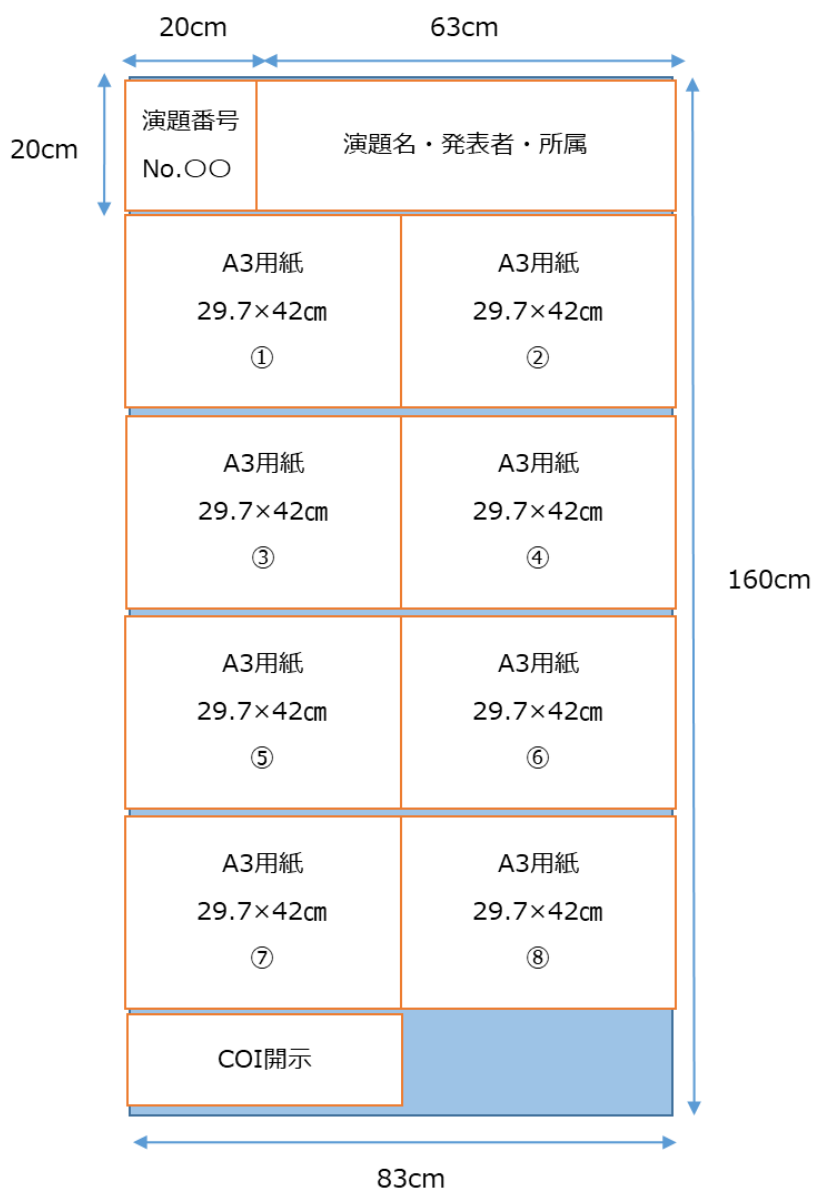 20cm
63cm
20cm
演題番号
No.〇〇
演題名・発表者・所属
A3用紙
29.7×42㎝
①
A3用紙
29.7×42㎝
②
A3用紙
29.7×42㎝
③
A3用紙
29.7×42㎝
④
160cm
A3用紙
29.7×42㎝
⑤
A3用紙
29.7×42㎝
⑥
A3用紙
29.7×42㎝
⑦
A3用紙
29.7×42㎝
⑧
COI開示
83cm